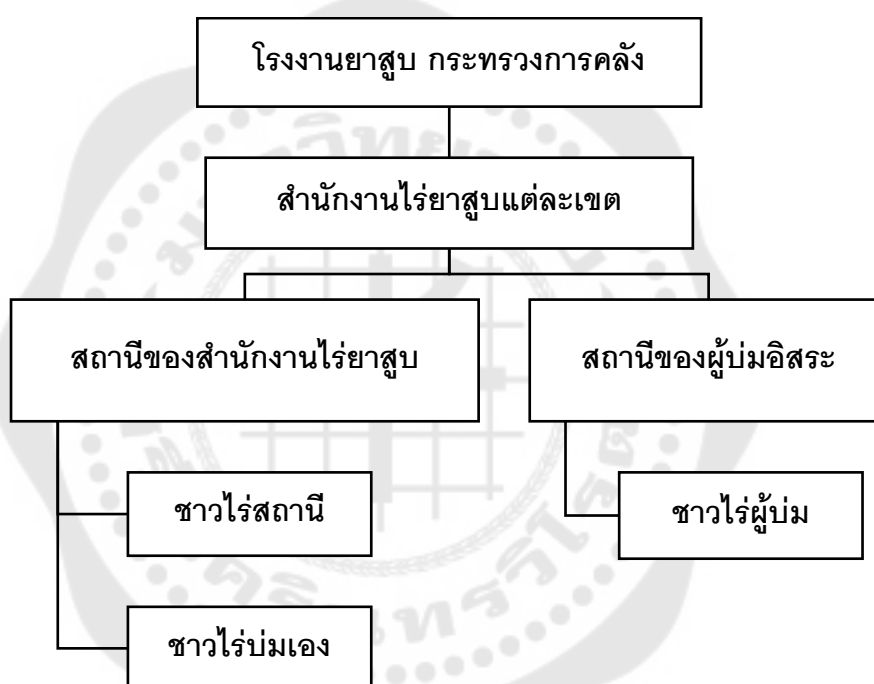 โรงงานยาสูบ กระทรวงการคลัง
สำนักงานไร่ยาสูบแต่ละเขต
สถานีของสำนักงานไร่ยาสูบ
สถานีของผู้บ่มอิสระ
ชาวไร่สถานี
ชาวไร่ผู้บ่ม
ชาวไร่บ่มเอง